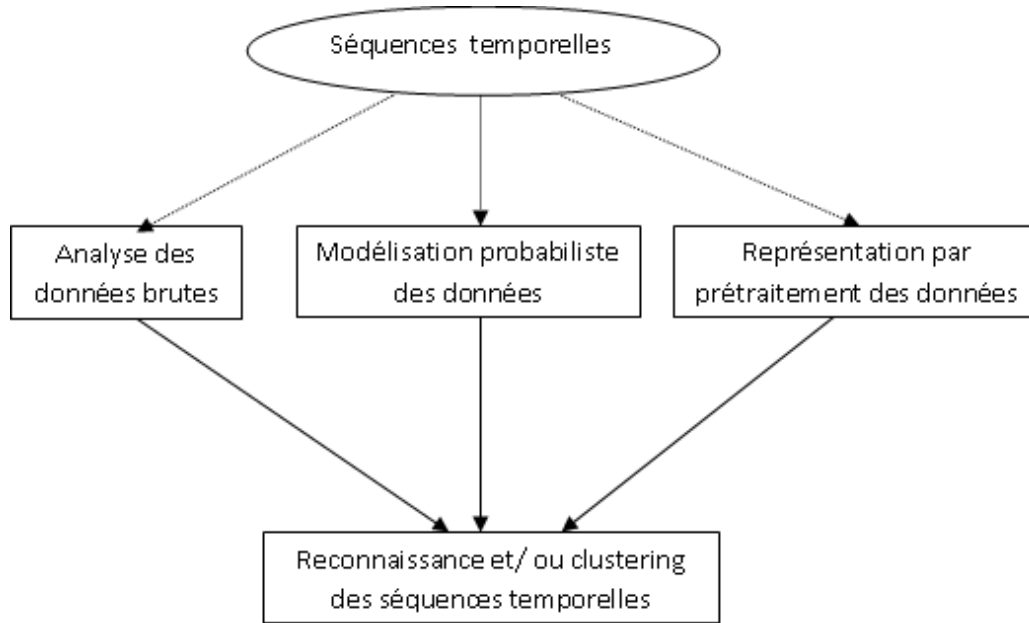 Séquences temporelles
Analyse des
données brutes
Modélisation probabiliste
des données
Représentation par
prétraitement des données
Reconnaissance et/ ou clustering
des séquences temporelles